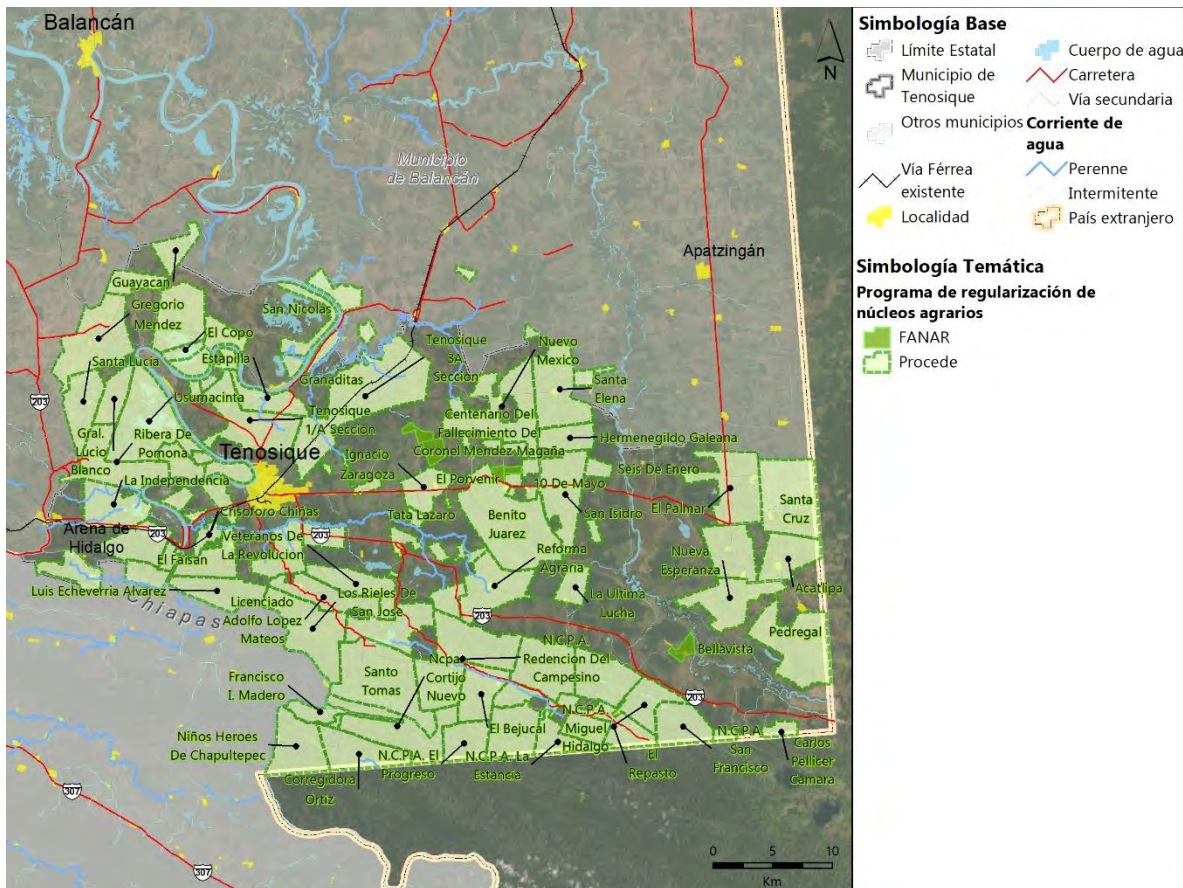 Balancán
N
Municipio
de Balancán
Apatzingán
Guayacan
Gregorio
Mendez
San Nicolas
El Copo
Santa Lucia
Estapilla
Granaditas
Tenosique
3A
Sección
Nuevo
Mexico
Santa
Elena
203
Usumacinta
Tenosique
1/A Seccion
Centenario Del
Fallecimiento Del
Coronel Mendez Magaña
Hermenegildo Galeana
Gral.
Lucio
Blanco
Ribera De
Pomona
Tenosique
Ignacio
Zaragoza
El Porvenir
10 De Mayo
Seis De Enero
La Independencia
El Palmar
Santa
Cruz
Arena de
Hidalgo
203
Crisoforo Chiñas
Tata Lazaro
Benito
Juarez
San Isidro
Veteranos De
La Revolucion
203
El Faisan
Reforma
Agraria
Nueva
Esperanza
Acatlipa
Luis Echeverria Alvarez
Chiapas
Licenciado
Adolfo Lopez
Mateos
Los Rieles De
San Jose
203
La Ultima
Lucha
Pedregal
Bellavista
N.C.P.A.
Redencion Del
Campesino
Ncpa
Cortijo
Nuevo
Santo
Tomas
Francisco
I. Madero
203
Niños Heroes
De Chapultepec
El Bejucal
N.C.P.A.
Miguel
Hidalgo
Corregidora
Ortiz
N.C.P.A. El
Progreso
N.C.P.A. La
Estancia
El
Repasto
N.C.P.A.
San
Francisco
Carlos
Pellicer
Camara
307
307
0 5 10
Km
Simbología Base
Límite Estatal
Municipio de
Tenosique
Otros municipios
Vía Férrea
existente
Localidad
Cuerpo de agua
Carretera
Vía secundaria
Corriente de
agua
Perenne
Intermitente
País extranjero
Simbología Temática
Programa de regularización de
núcleos agrarios
FANAR
Procede